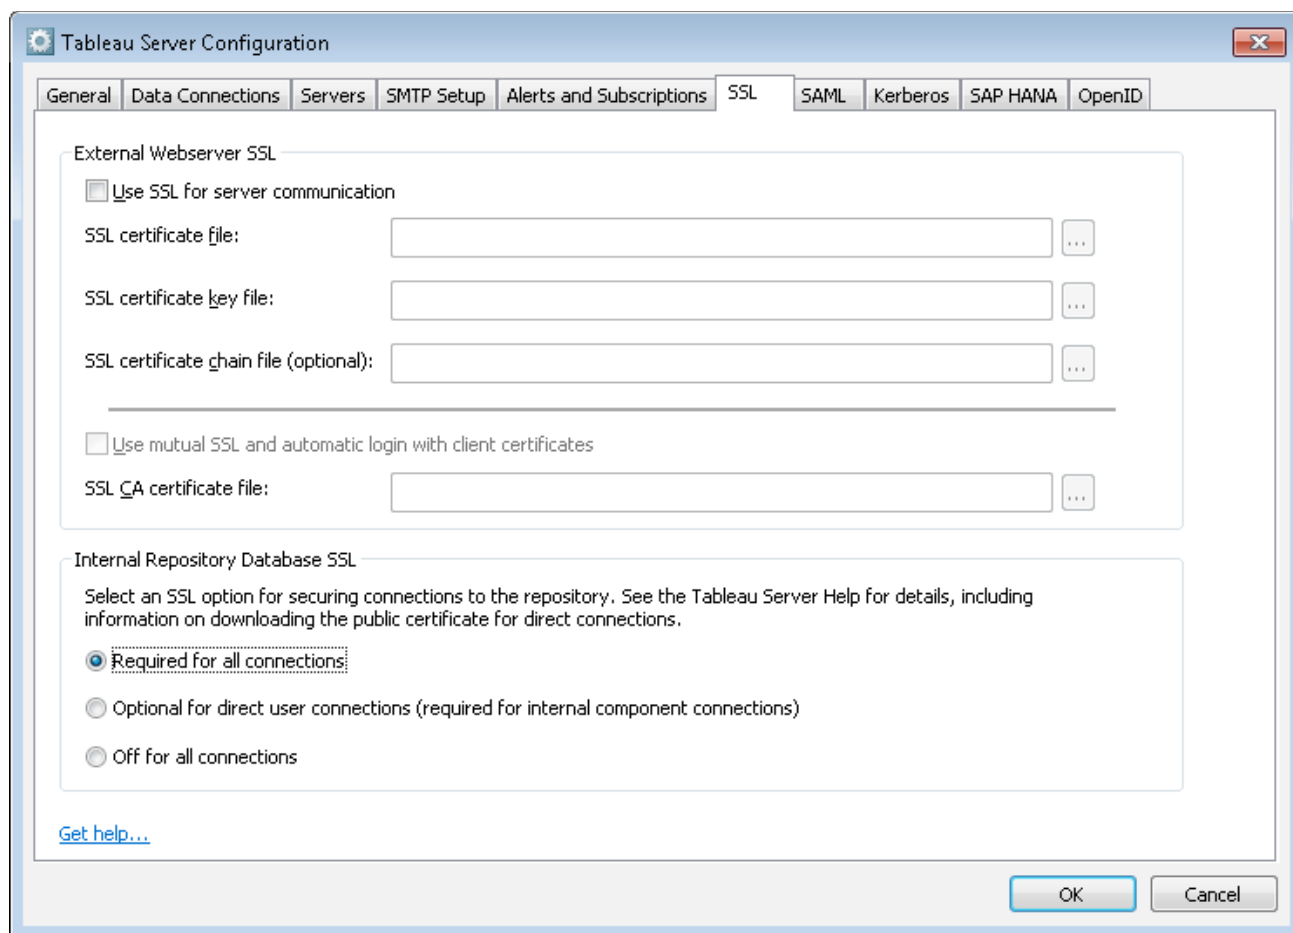 Tableau Server Configuration
General Data Connections Servers SMTP Setup Alerts and Subscriptions SSL SAML Kerberos SAP HANA OpenID
External Webserver SSL
Use SSL for server communication
SSL certificate file: ...
SSL certificate key file: ...
SSL certificate chain file (optional): ...
Use mutual SSL and automatic login with client certificates
SSL CA certificate file: ...
Internal Repository Database SSL
Select an SSL option for securing connections to the repository. See the Tableau Server Help for details, including
information on downloading the public certificate for direct connections.
Required for all connections
Optional for direct user connections (required for internal component connections)
Off for all connections
Get help...
OK Cancel